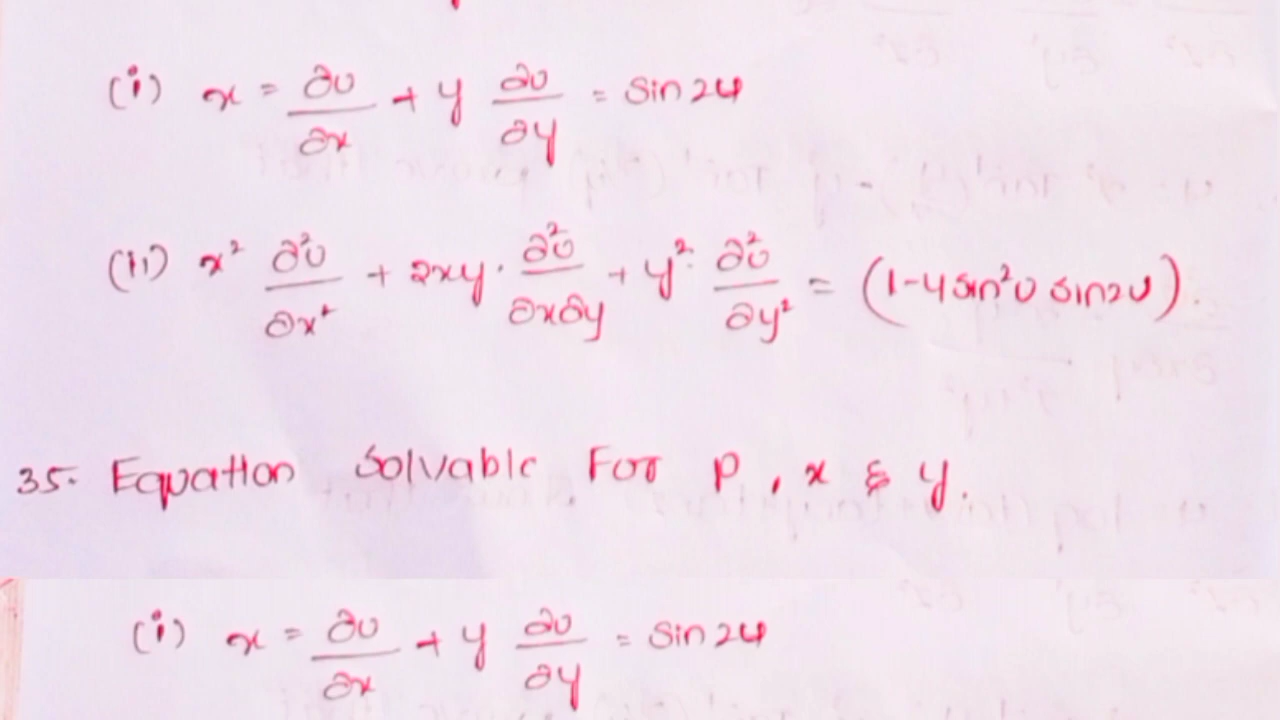 (i) x = ∂u/∂x + y ∂u/∂y = sin 2u
(ii) x² ∂²u/∂x² + 2xy · ∂²u/∂x∂y + y² · ∂²u/∂y² = (1-4 sin²u sin2u).
35. Equation Solvable For P, x & y.
(i) x = ∂u/∂x + y ∂u/∂y = sin 2u